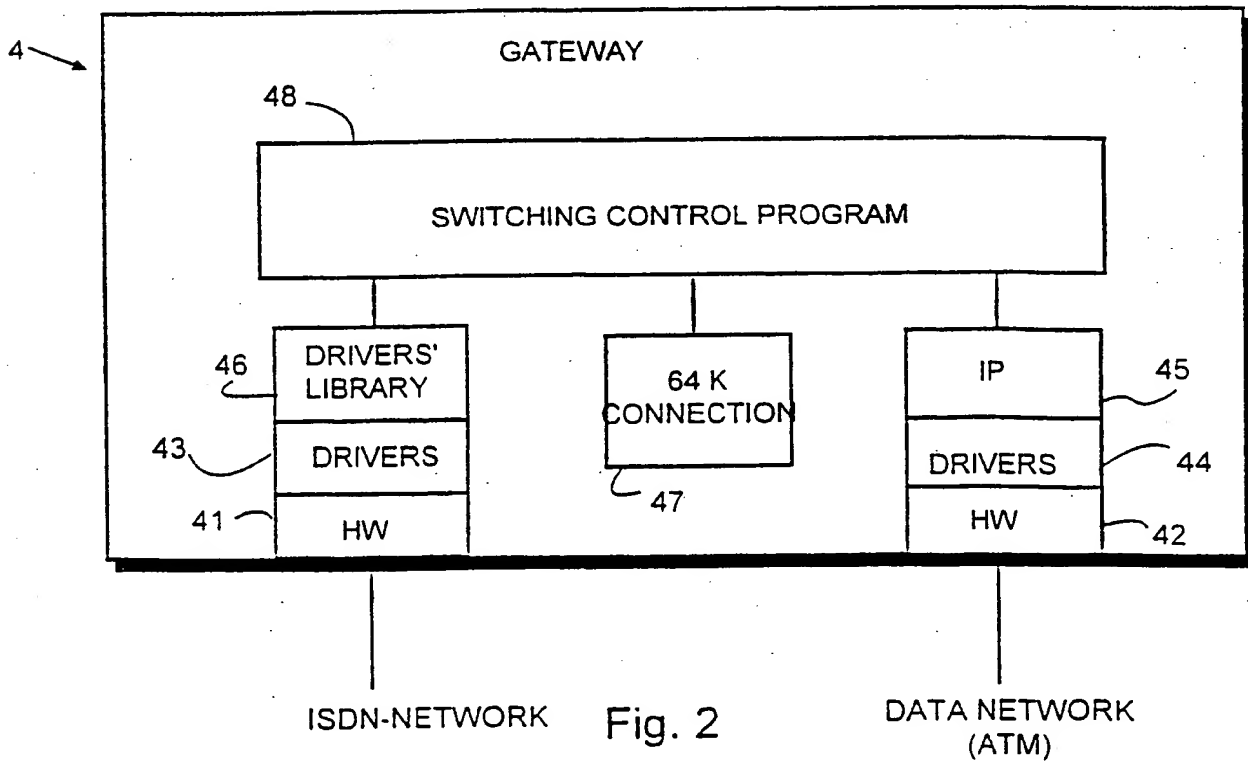 4
GATEWAY
48
SWITCHING CONTROL PROGRAM
46
DRIVERS'
LIBRARY
43
DRIVERS
41
HW
64 K
CONNECTION
47
IP
45
DRIVERS
44
HW
42
ISDN-NETWORK
Fig. 2
DATA NETWORK
(ATM)